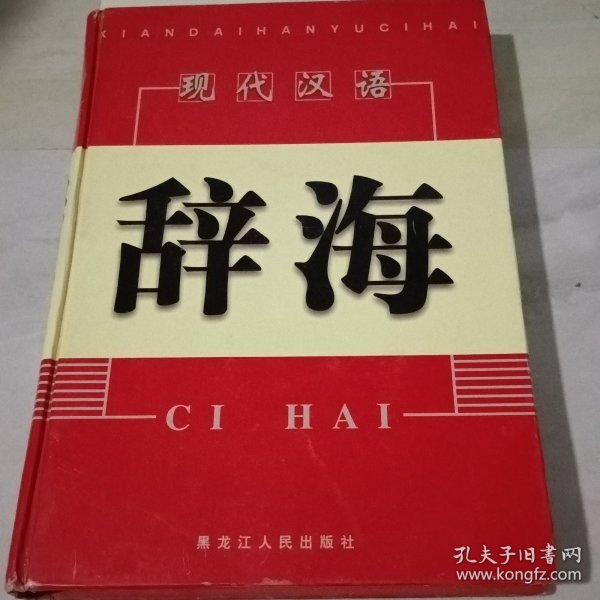 XIANDAIHANYUCIHAI
现代汉语
辞海
CI HAI
黑龙江人民出版社
孔夫子旧书网
www.kongfz.com